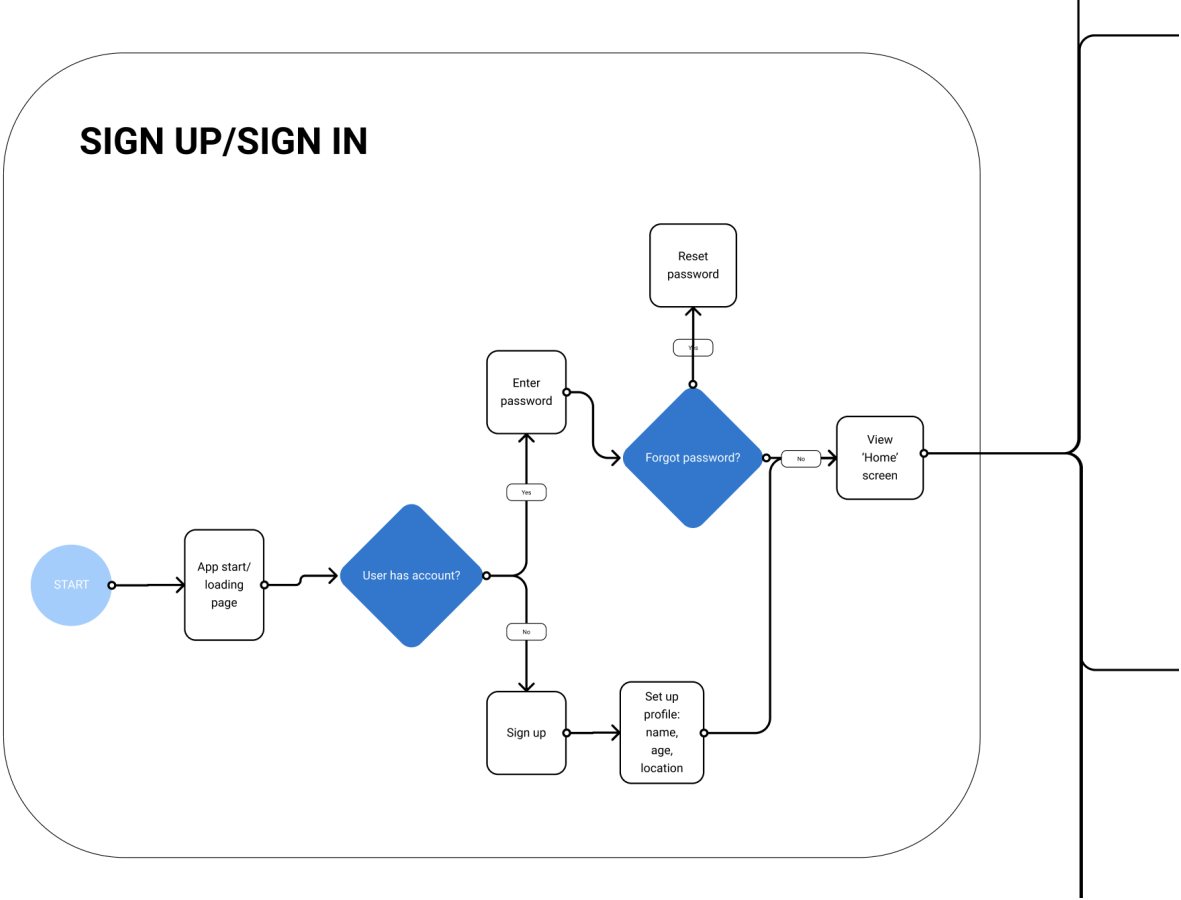 SIGN UP/SIGN IN
Reset
password
Yes
Enter
password
Forgot password?
No
View
‘Home’
screen
Yes
START
App start/
loading
page
User has account?
No
Sign up
Set up
profile:
name,
age,
location